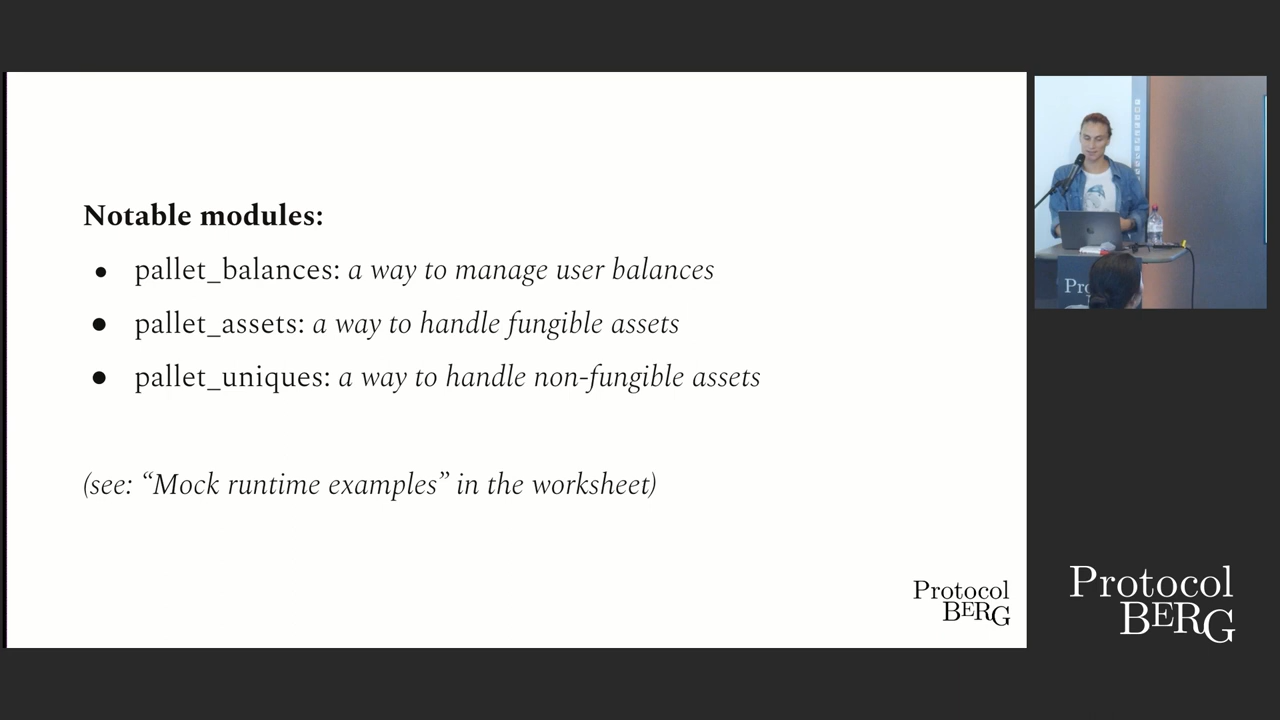 Notable modules:
● pallet_balances: a way to manage user balances
● pallet_assets: a way to handle fungible assets
● pallet_uniques: a way to handle non-fungible assets
(see: “Mock runtime examples” in the worksheet)
Protocol
BERG
Protocol
BERG